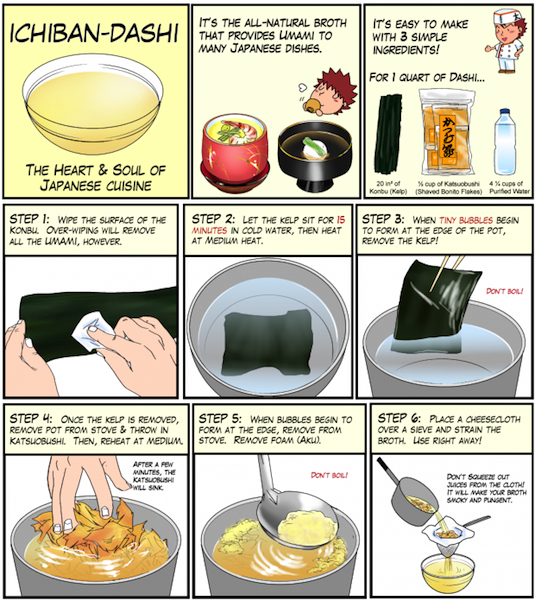 ICHIBAN-DASHI
THE HEART & SOUL OF
JAPANESE CUISINE
IT'S THE ALL-NATURAL BROTH
THAT PROVIDES UMAMI TO
MANY JAPANESE DISHES.
IT'S EASY TO MAKE
WITH 3 SIMPLE
INGREDIENTS!
FOR 1 QUART OF DASHI...
かつお節
20 in² of
Konbu (Kelp)
½ cup of Katsuobushi
(Shaved Bonito Flakes)
4 ¼ cups of
Purified Water
STEP 1: WIPE THE SURFACE OF THE
KONBU. OVER-WIPING WILL REMOVE
ALL THE UMAMI, HOWEVER.
STEP 2: LET THE KELP SIT FOR 15
MINUTES IN COLD WATER, THEN HEAT
AT MEDIUM HEAT.
STEP 3: WHEN TINY BUBBLES BEGIN
TO FORM AT THE EDGE OF THE POT,
REMOVE THE KELP!
DON'T BOIL!
STEP 4: ONCE THE KELP IS REMOVED,
REMOVE POT FROM STOVE & THROW IN
KATSUOBUSHI. THEN, REHEAT AT MEDIUM.
AFTER A FEW
MINUTES, THE
KATSUOBUSHI
WILL SINK.
STEP 5: WHEN BUBBLES BEGIN TO
FORM AT THE EDGE, REMOVE FROM
STOVE. REMOVE FOAM (AKU).
DON'T BOIL!
STEP 6: PLACE A CHEESECLOTH
OVER A SIEVE AND STRAIN THE
BROTH. USE RIGHT AWAY!
DON'T SQUEEZE OUT
JUICES FROM THE CLOTH!
IT WILL MAKE YOUR BROTH
SMOKY AND PUNGENT.